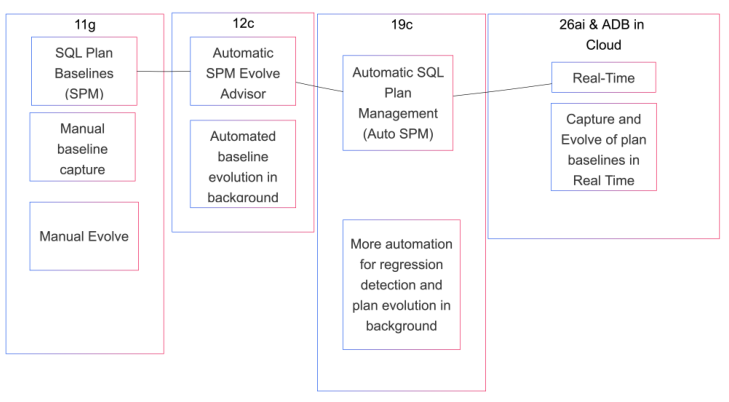 11g
SQL Plan
Baselines
(SPM)
Manual
baseline
capture
Manual Evolve
12c
Automatic
SPM Evolve
Advisor
Automated
baseline
evolution in
background
19c
Automatic SQL
Plan
Management
(Auto SPM)
More automation
for regression
detection and
plan evolution in
background
26ai & ADB in
Cloud
Real-Time
Capture and
Evolve of plan
baselines in
Real Time